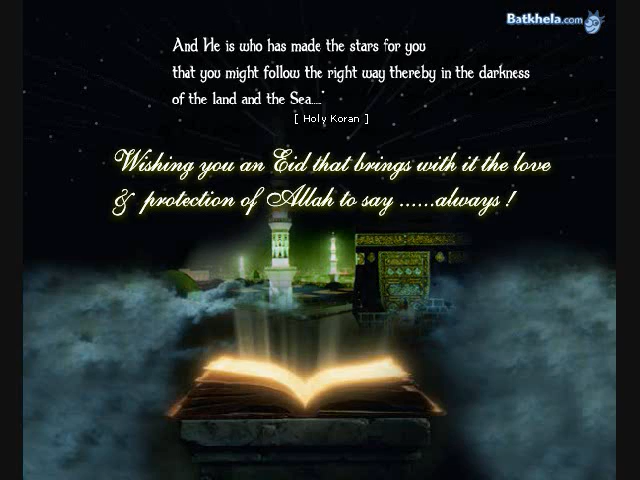 Batkhela.com
And He is who has made the stars for you
that you might follow the right way thereby in the darkness
of the land and the Sea...."
[ Holy Koran ]
Wishing you an Eid that brings with it the love
& protection of Allah to say ......always !